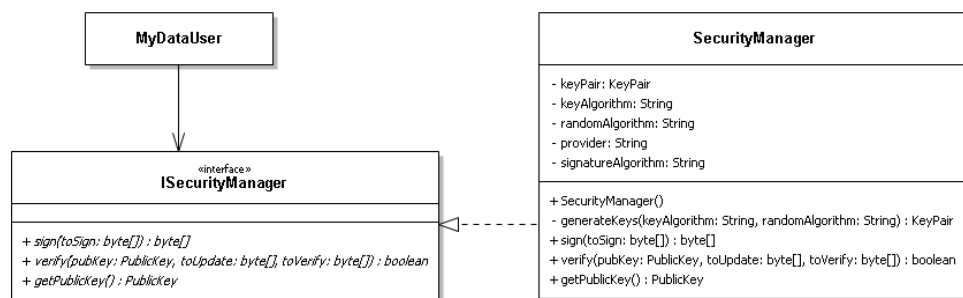 MyDataUser
«interface»
ISecurityManager
+ sign(toSign: byte[]) : byte[]
+ verify(pubKey: PublicKey, toUpdate: byte[], toVerify: byte[]) : boolean
+ getPublicKey() : PublicKey
SecurityManager
- keyPair: KeyPair
- keyAlgorithm: String
- randomAlgorithm: String
- provider: String
- signatureAlgorithm: String
+ SecurityManager()
- generateKeys(keyAlgorithm: String, randomAlgorithm: String) : KeyPair
+ sign(toSign: byte[]) : byte[]
+ verify(pubKey: PublicKey, toUpdate: byte[], toVerify: byte[]) : boolean
+ getPublicKey() : PublicKey